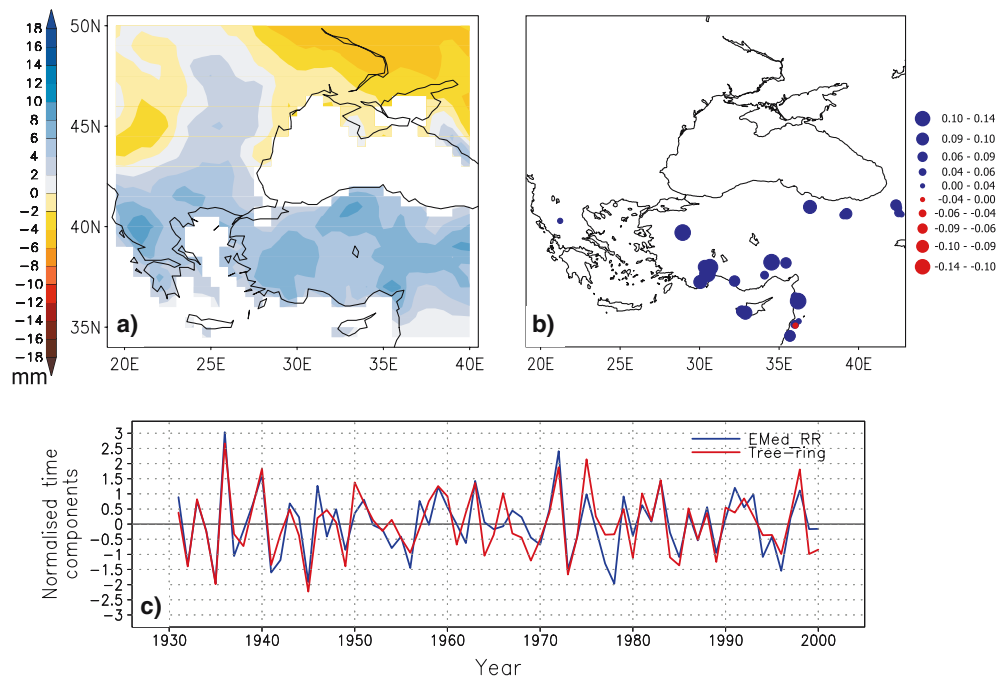 18
16
14
12
10
8
6
4
2
0
−2
−4
−6
−8
−10
−12
−14
−16
−18
mm
50N
45N
40N
35N
a)
20E 25E 30E 35E 40E
50N
45N
40N
35N
b)
20E 25E 30E 35E 40E
0.10 - 0.14
0.09 - 0.10
0.06 - 0.09
0.04 - 0.06
0.00 - 0.04
-0.04 - 0.00
-0.06 - -0.04
-0.09 - -0.06
-0.10 - -0.09
-0.14 - -0.10
Normalised time
components
3
2.5
2
1.5
1
0.5
0
−0.5
−1
−1.5
−2
−2.5
−3
EMed_RR
Tree−ring
c)
1930 1940 1950 1960 1970 1980 1990 2000
Year